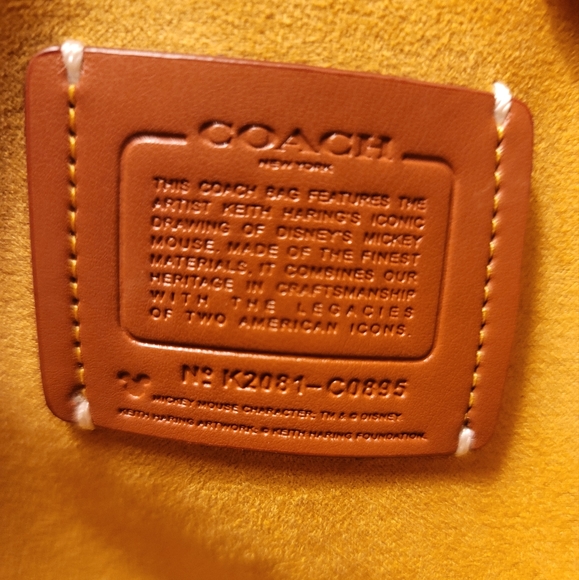 COACH
NEW YORK
THIS COACH BAG FEATURES THE
ARTIST KEITH HARING'S ICONIC
DRAWING OF DISNEY'S MICKEY
MOUSE. MADE OF THE FINEST
MATERIALS, IT COMBINES OUR
HERITAGE IN CRAFTSMANSHIP
WITH THE LEGACIES
OF TWO AMERICAN ICONS.
Nº K2081-C0895
MICKEY MOUSE CHARACTER: TM & © DISNEY.
KEITH HARING ARTWORK: © KEITH HARING FOUNDATION.